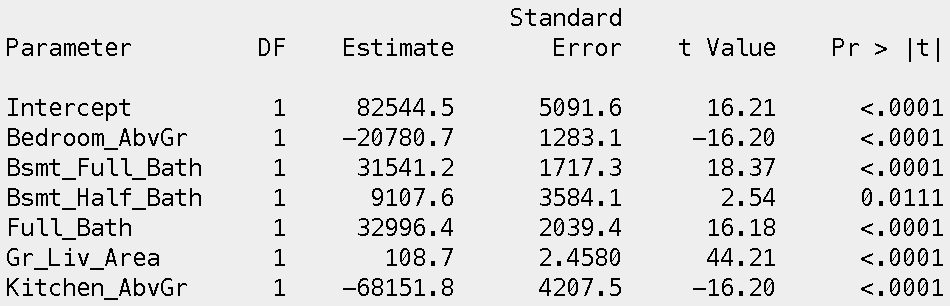 Standard
Parameter DF Estimate Error t Value Pr > |t|
Intercept 1 82544.5 5091.6 16.21 <.0001
Bedroom_AbvGr 1 −20780.7 1283.1 −16.20 <.0001
Bsmt_Full_Bath 1 31541.2 1717.3 18.37 <.0001
Bsmt_Half_Bath 1 9107.6 3584.1 2.54 0.0111
Full_Bath 1 32996.4 2039.4 16.18 <.0001
Gr_Liv_Area 1 108.7 2.4580 44.21 <.0001
Kitchen_AbvGr 1 −68151.8 4207.5 −16.20 <.0001